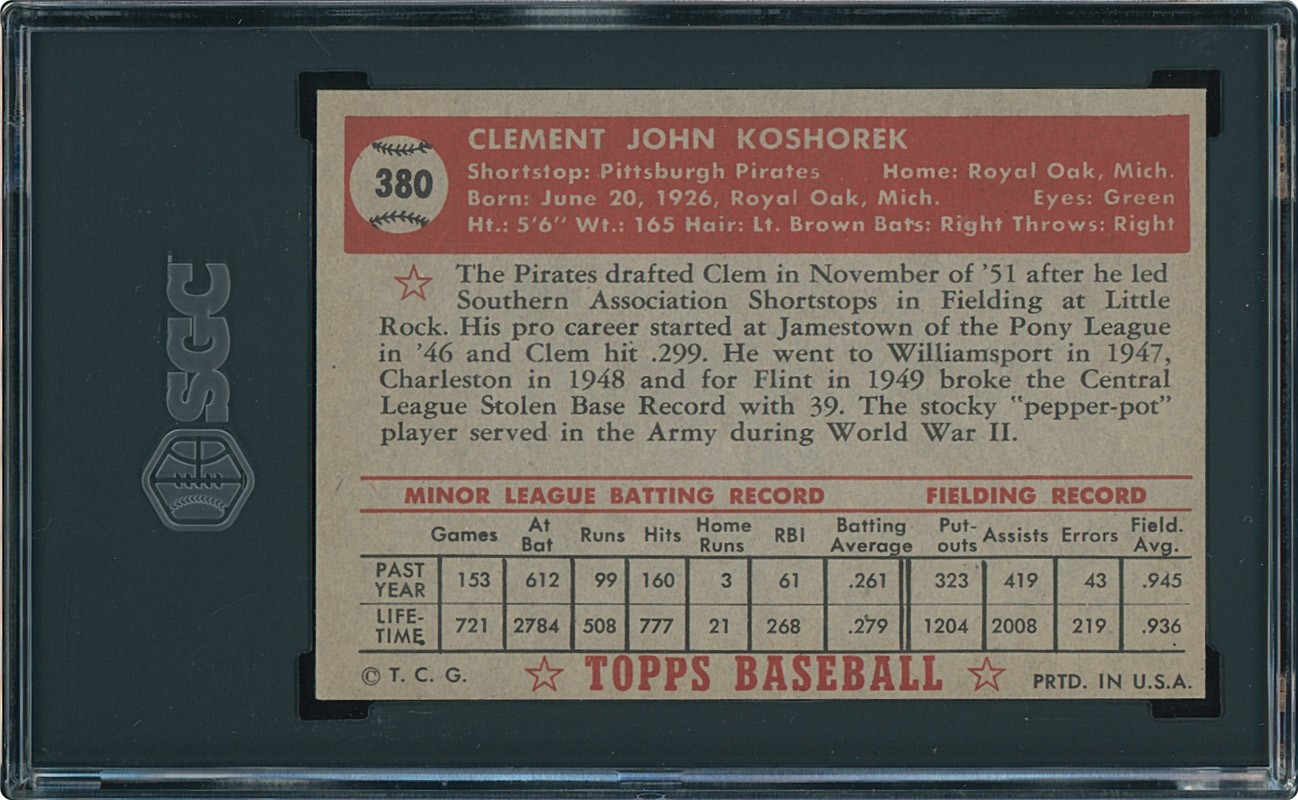 SGC
380
CLEMENT JOHN KOSHOREK
Shortstop: Pittsburgh Pirates Home: Royal Oak, Mich.
Born: June 20, 1926, Royal Oak, Mich. Eyes: Green
Ht.: 5'6" Wt.: 165 Hair: Lt. Brown Bats: Right Throws: Right
The Pirates drafted Clem in November of '51 after he led
Southern Association Shortstops in Fielding at Little
Rock. His pro career started at Jamestown of the Pony League
in '46 and Clem hit .299. He went to Williamsport in 1947,
Charleston in 1948 and for Flint in 1949 broke the Central
League Stolen Base Record with 39. The stocky "pepper-pot"
player served in the Army during World War II.
MINOR LEAGUE BATTING RECORD FIELDING RECORD
Games At Bat Runs Hits Home Runs RBI Batting Average Put-outs Assists Errors Field. Avg.
PAST YEAR 153 612 99 160 3 61 .261 323 419 43 .945
LIFE-TIME 721 2784 508 777 21 268 .279 1204 2008 219 .936
© T. C. G. TOPPS BASEBALL PRTD. IN U.S.A.